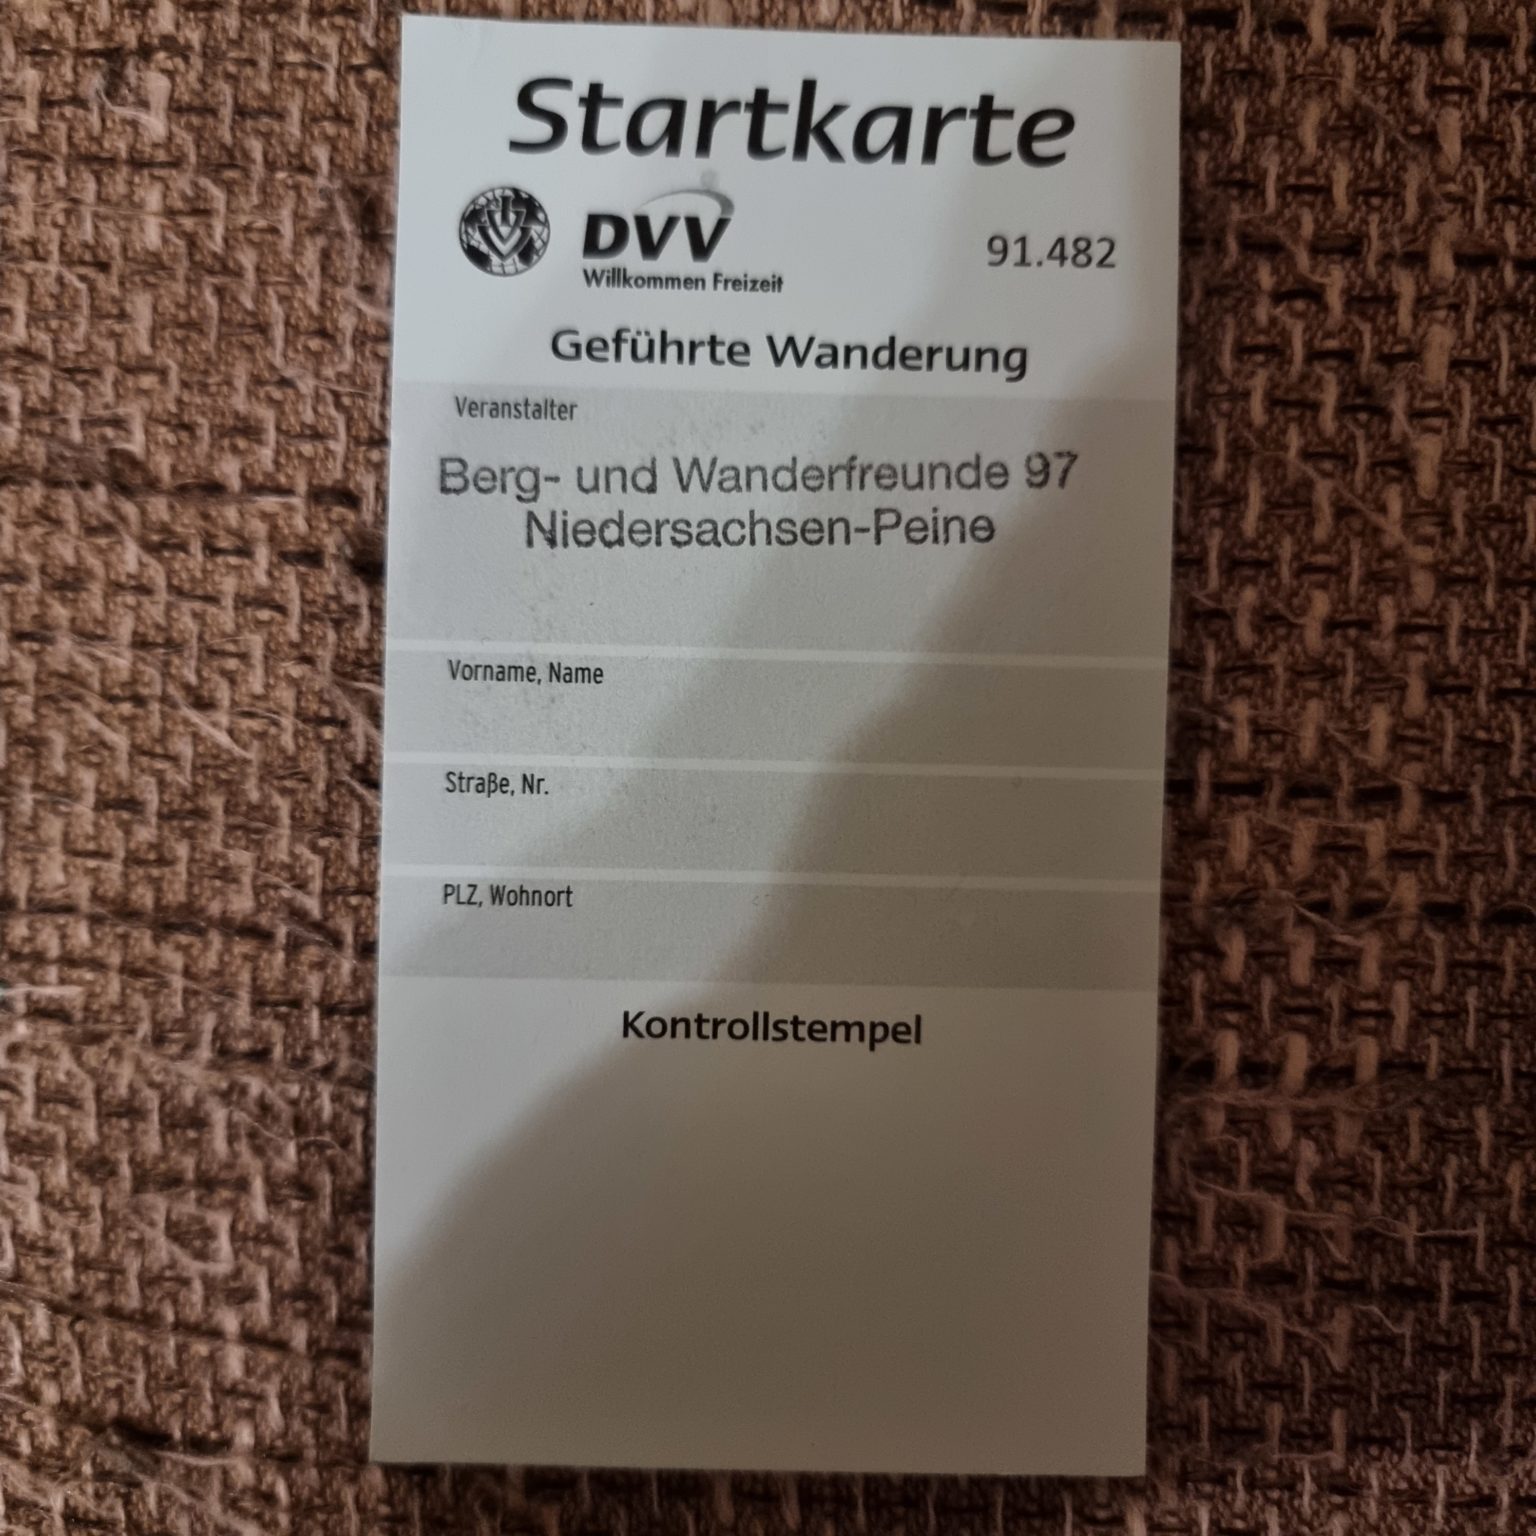 Startkarte
IVV
DVV
Willkommen Freizeit
91.482
Geführte Wanderung
Veranstalter
Berg- und Wanderfreunde 97
Niedersachsen-Peine
Vorname, Name
Straße, Nr.
PLZ, Wohnort
Kontrollstempel